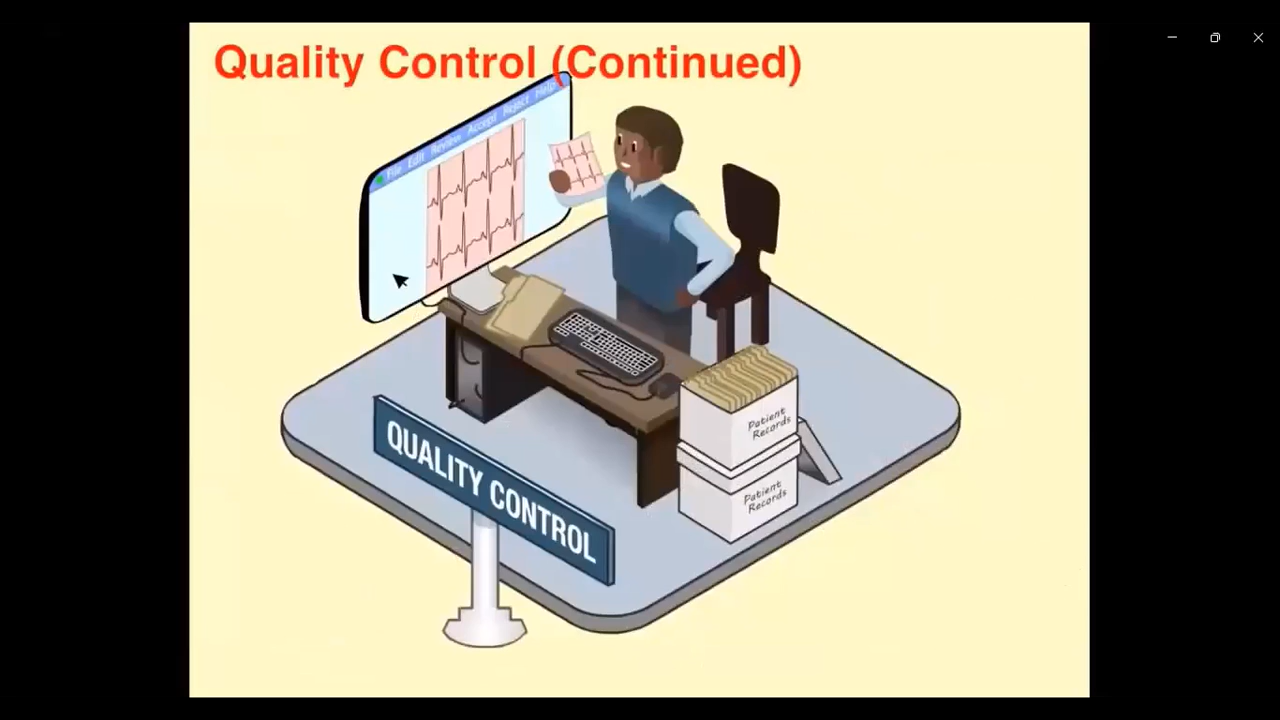 Quality Control (Continued)
File Edit Review Accept Reject Help
Patient
Records
Patient
Records
QUALITY CONTROL